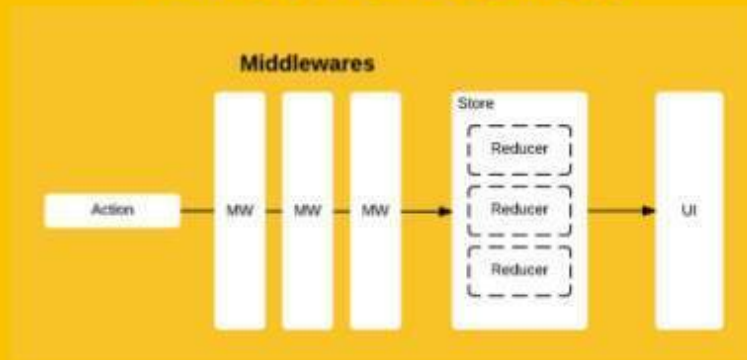 Middlewares
Store
Reducer
Action
MW
MW
MW
Reducer
UI
Reducer